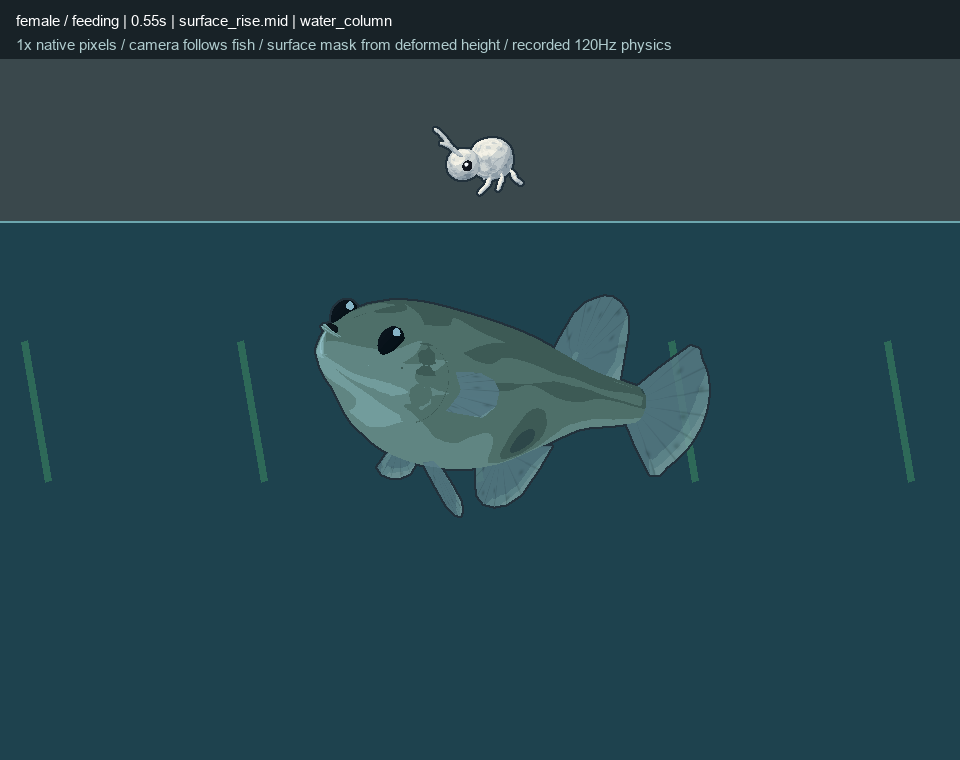 female / feeding | 0.55s | surface_rise.mid | water_column
1x native pixels / camera follows fish / surface mask from deformed height / recorded 120Hz physics